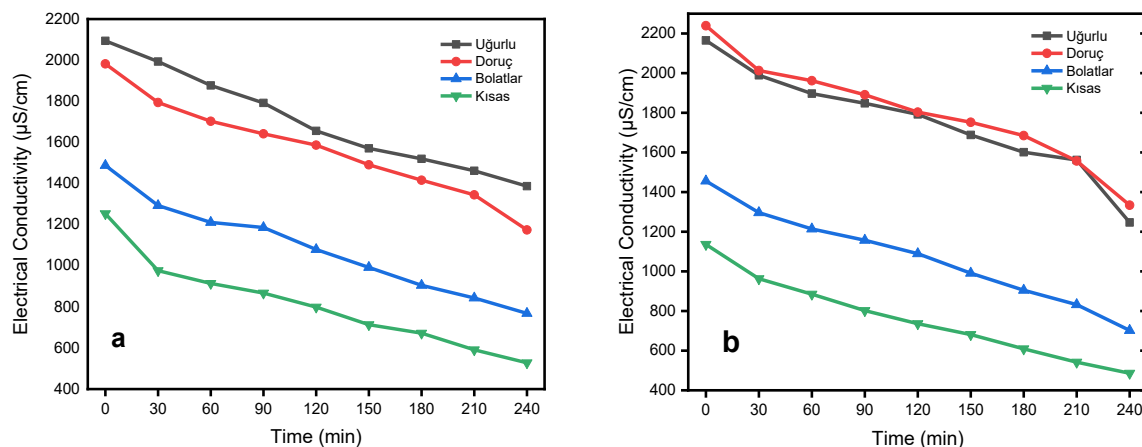 2200
2000
1800
1600
1400
1200
1000
800
600
400
Electrical Conductivity (µS/cm)
Uğurlu
Doruç
Bolatlar
Kısas
a
0 30 60 90 120 150 180 210 240
Time (min)
2200
2000
1800
1600
1400
1200
1000
800
600
400
Electrical Conductivity (µS/cm)
Uğurlu
Doruç
Bolatlar
Kısas
b
0 30 60 90 120 150 180 210 240
Time (min)